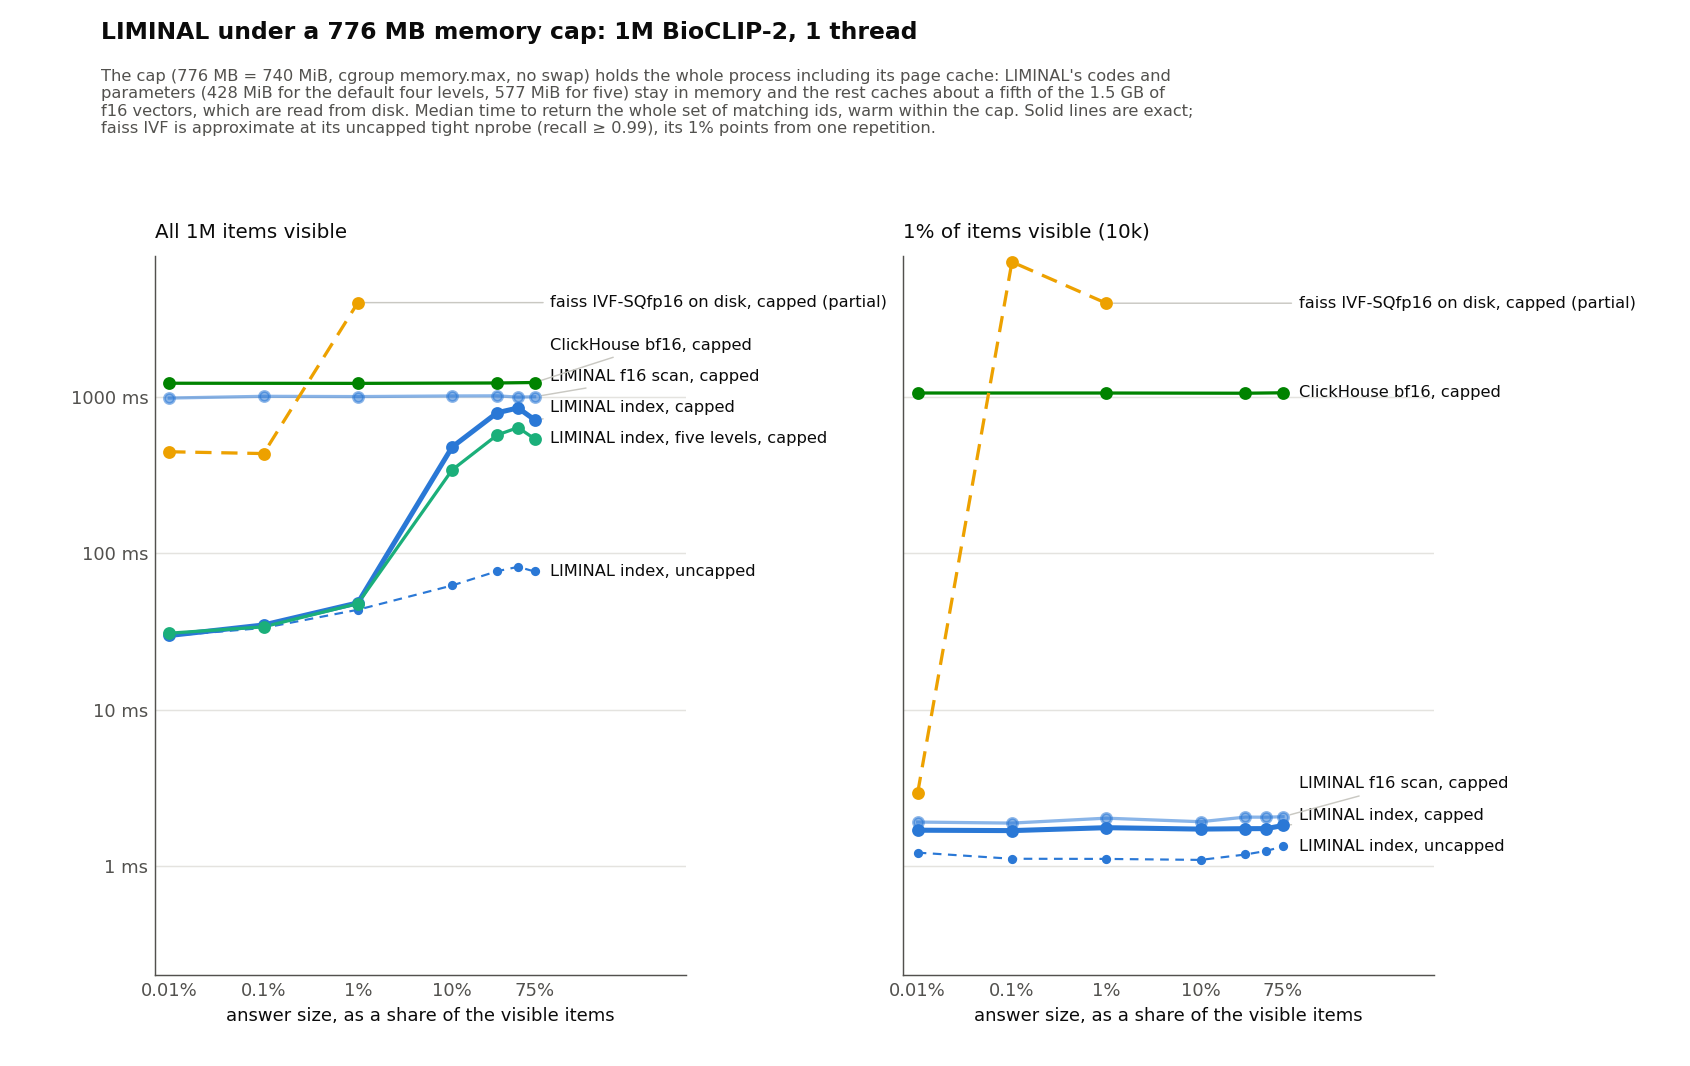 LIMINAL under a 776 MB memory cap: 1M BioCLIP-2, 1 thread
The cap (776 MB = 740 MiB, cgroup memory.max, no swap) holds the whole process including its page cache: LIMINAL's codes and
parameters (428 MiB for the default four levels, 577 MiB for five) stay in memory and the rest caches about a fifth of the 1.5 GB of
f16 vectors, which are read from disk. Median time to return the whole set of matching ids, warm within the cap. Solid lines are exact;
faiss IVF is approximate at its uncapped tight nprobe (recall ≥ 0.99), its 1% points from one repetition.
All 1M items visible
faiss IVF-SQfp16 on disk, capped (partial)
ClickHouse bf16, capped
LIMINAL f16 scan, capped
1000 ms
LIMINAL index, capped
LIMINAL index, five levels, capped
100 ms
LIMINAL index, uncapped
10 ms
1 ms
0.01% 0.1% 1% 10% 75%
answer size, as a share of the visible items
1% of items visible (10k)
faiss IVF-SQfp16 on disk, capped (partial)
ClickHouse bf16, capped
LIMINAL f16 scan, capped
LIMINAL index, capped
LIMINAL index, uncapped
0.01% 0.1% 1% 10% 75%
answer size, as a share of the visible items